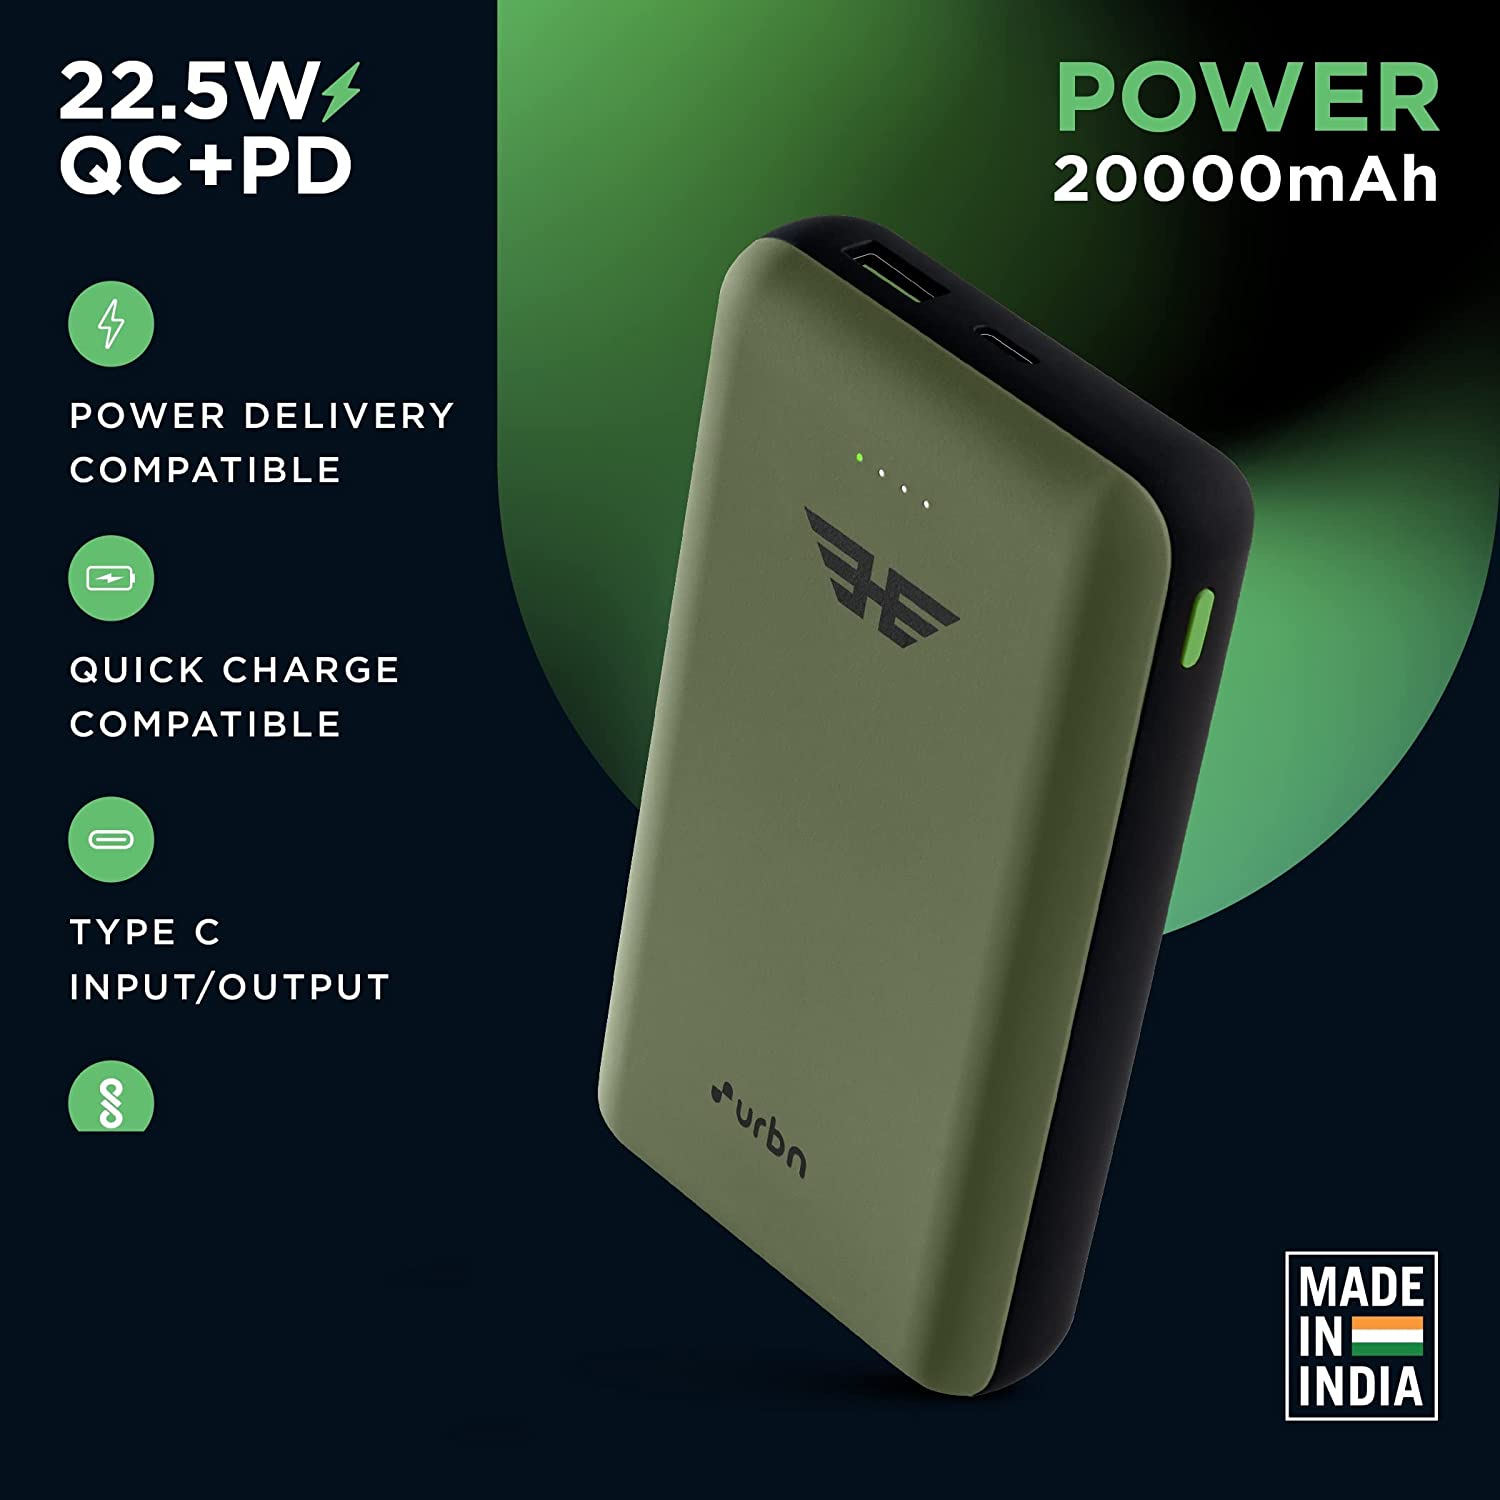 22.5W
QC+PD
POWER
20000mAh
POWER DELIVERY
COMPATIBLE
QUICK CHARGE
COMPATIBLE
TYPE C
INPUT/OUTPUT
urbn
MADE
IN
INDIA